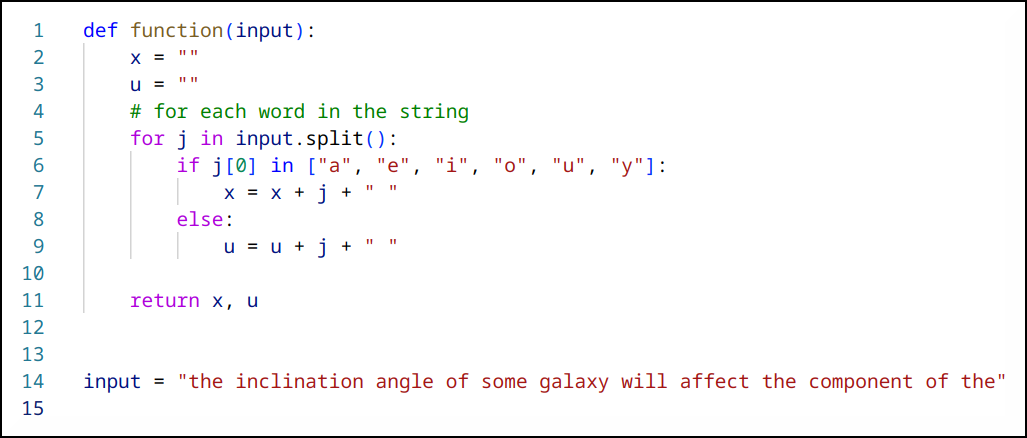 1 def function(input):
2     x = ""
3     u = ""
4     # for each word in the string
5     for j in input.split():
6         if j[0] in ["a", "e", "i", "o", "u", "y"]:
7             x = x + j + " "
8         else:
9             u = u + j + " "
10
11     return x, u
12
13
14 input = "the inclination angle of some galaxy will affect the component of the"
15